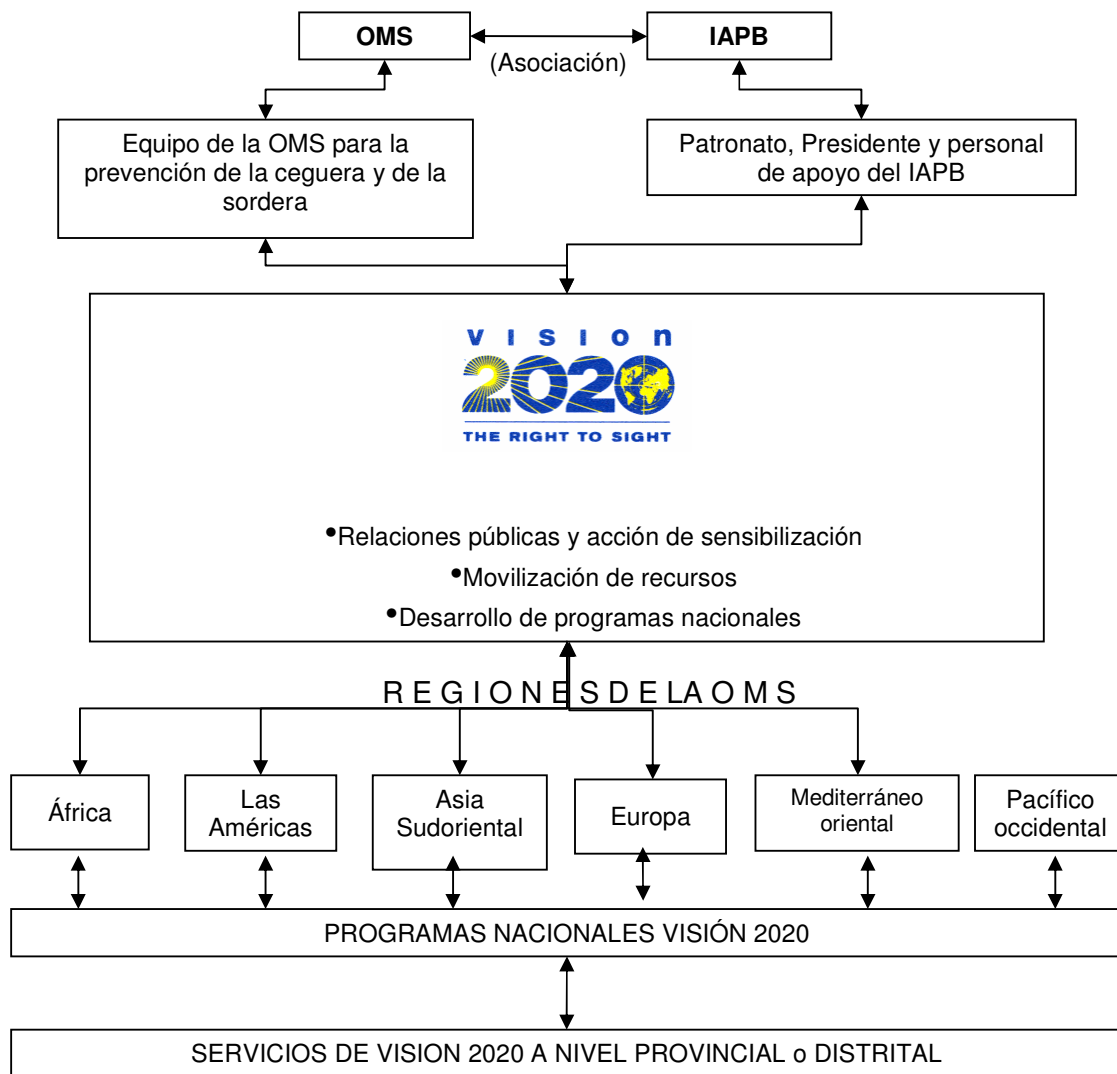 OMS
IAPB
(Asociación)
Equipo de la OMS para la
prevención de la ceguera y de la
sordera
Patronato, Presidente y personal
de apoyo del IAPB
vision
2020
THE RIGHT TO SIGHT
•Relaciones públicas y acción de sensibilización
•Movilización de recursos
•Desarrollo de programas nacionales
R E G I O N E S D E LA O M S
África
Las
Américas
Asia
Sudoriental
Europa
Mediterráneo
oriental
Pacífico
occidental
PROGRAMAS NACIONALES VISIÓN 2020
SERVICIOS DE VISION 2020 A NIVEL PROVINCIAL o DISTRITAL